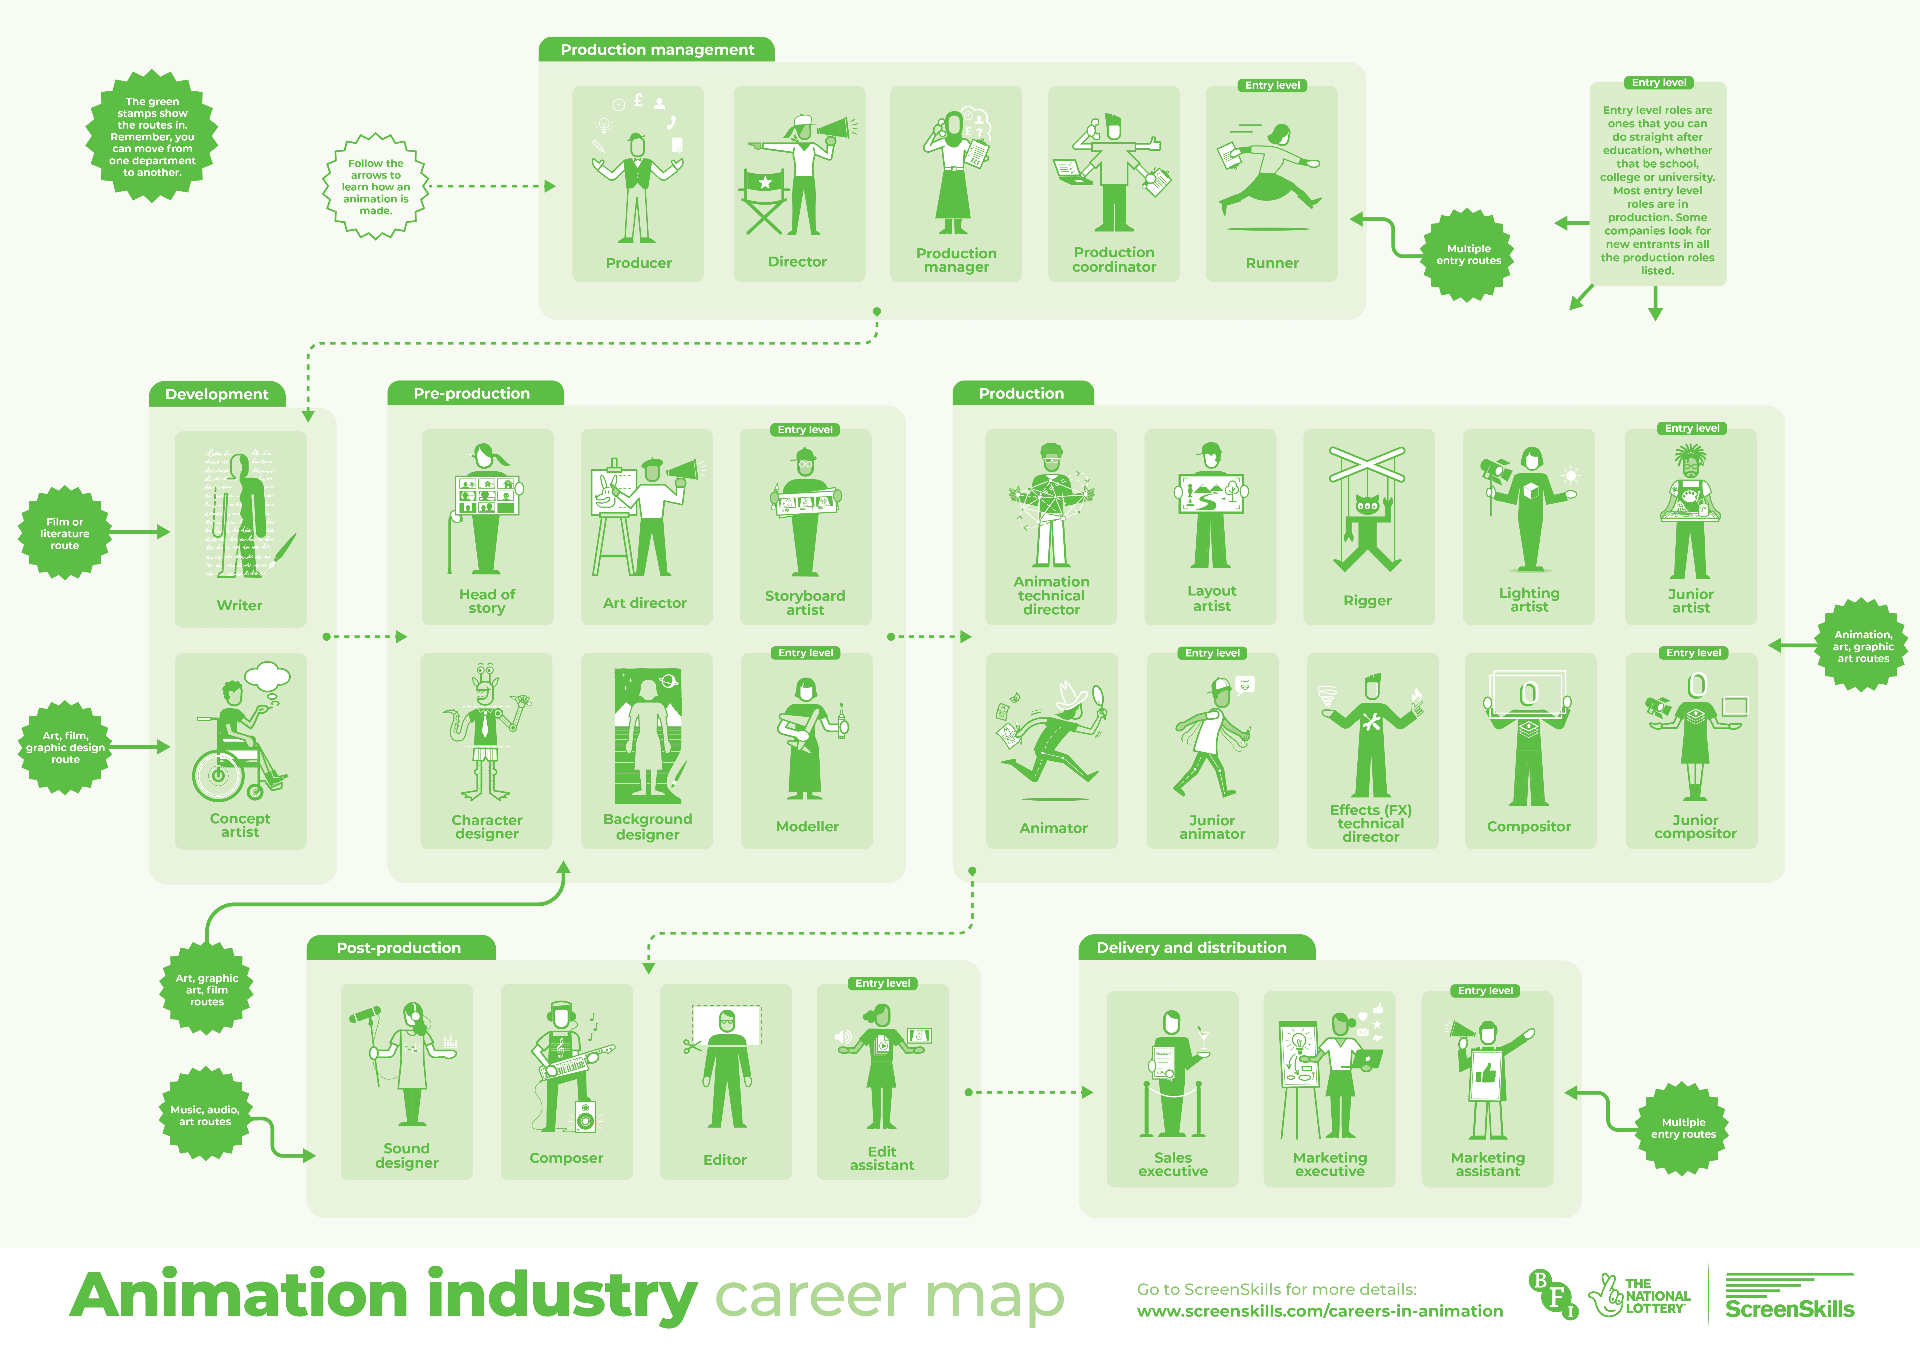 Production management
The green
stamps show
the routes in.
Remember, you
can move from
one department
to another.
Follow the
arrows to
learn how an
animation is
made.
Producer
Director
Production
manager
Production
coordinator
Entry level
Runner
Multiple
entry routes
Entry level
Entry level roles are
ones that you can
do straight after
education, whether
that be school,
college or university.
Most entry level
roles are in
production. Some
companies look for
new entrants in all
the production roles
listed.
Development
Film or
literature
route
Writer
Art, film,
graphic design
route
Concept
artist
Pre-production
Head of
story
Art director
Entry level
Storyboard
artist
Character
designer
Background
designer
Entry level
Modeller
Art, graphic
art, film
routes
Production
Animation
technical
director
Layout
artist
Rigger
Lighting
artist
Entry level
Junior
artist
Animator
Entry level
Junior
animator
Effects (FX)
technical
director
Compositor
Entry level
Junior
compositor
Animation,
art, graphic
art routes
Post-production
Music, audio,
art routes
Sound
designer
Composer
Editor
Entry level
Edit
assistant
Delivery and distribution
Sales
executive
Marketing
executive
Entry level
Marketing
assistant
Multiple
entry routes
Animation industry career map
Go to ScreenSkills for more details:
www.screenskills.com/careers-in-animation
BFI
THE
NATIONAL
LOTTERY
ScreenSkills